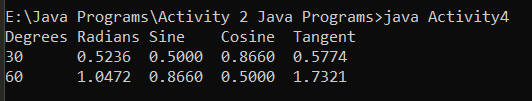 E:\Java Programs\Activity 2 Java Programs>java Activity4
Degrees Radians Sine    Cosine  Tangent
30      0.5236  0.5000  0.8660  0.5774
60      1.0472  0.8660  0.5000  1.7321